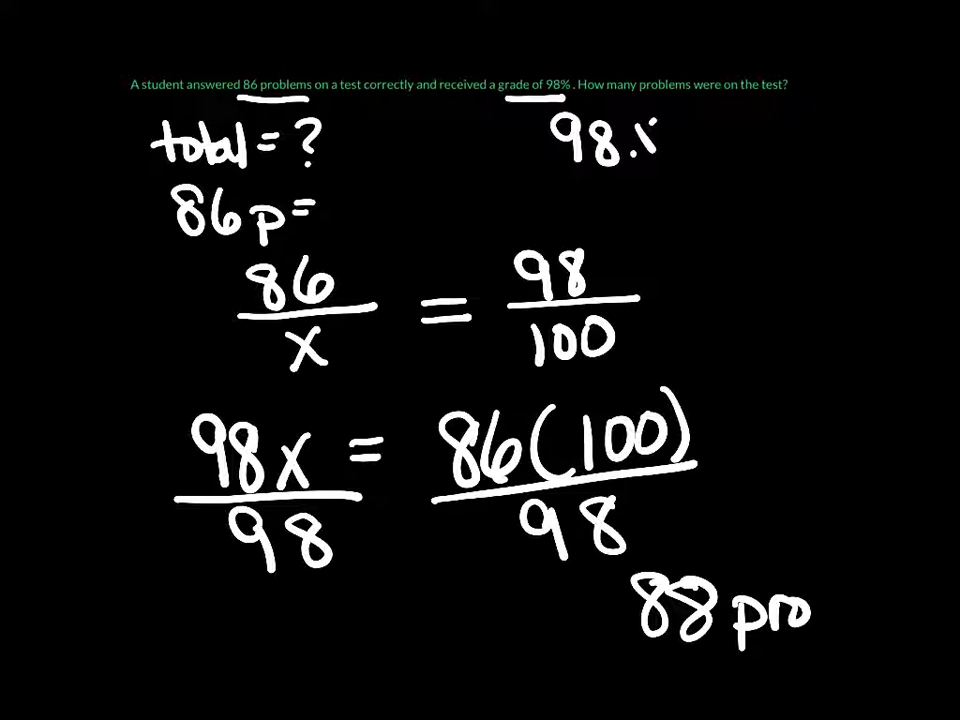 A student answered 86 problems on a test correctly and received a grade of 98%. How many problems were on the test?
total = ?
98.
86 p =
86 / x = 98 / 100
98x / 98 = 86(100) / 98
88 pro